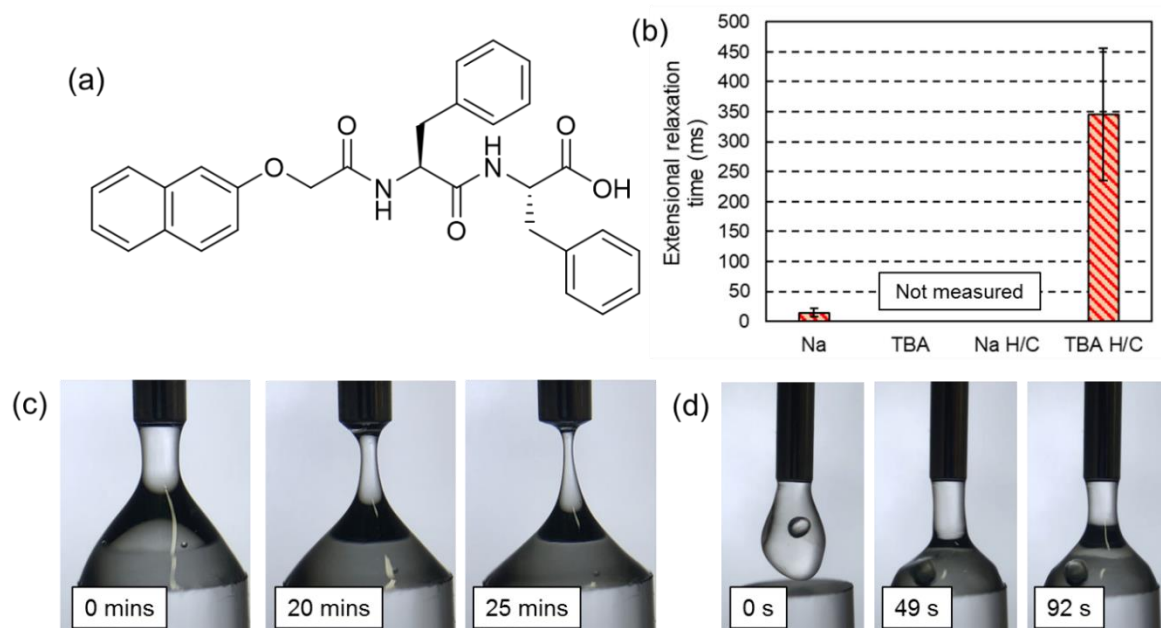 (a)
O
O
N
H
O
H
N
O
OH
(b)
Extensional relaxation
time (ms)
500
450
400
350
300
250
200
150
100
50
0
Not measured
Na
TBA
Na H/C
TBA H/C
(c)
0 mins
20 mins
25 mins
(d)
0 s
49 s
92 s